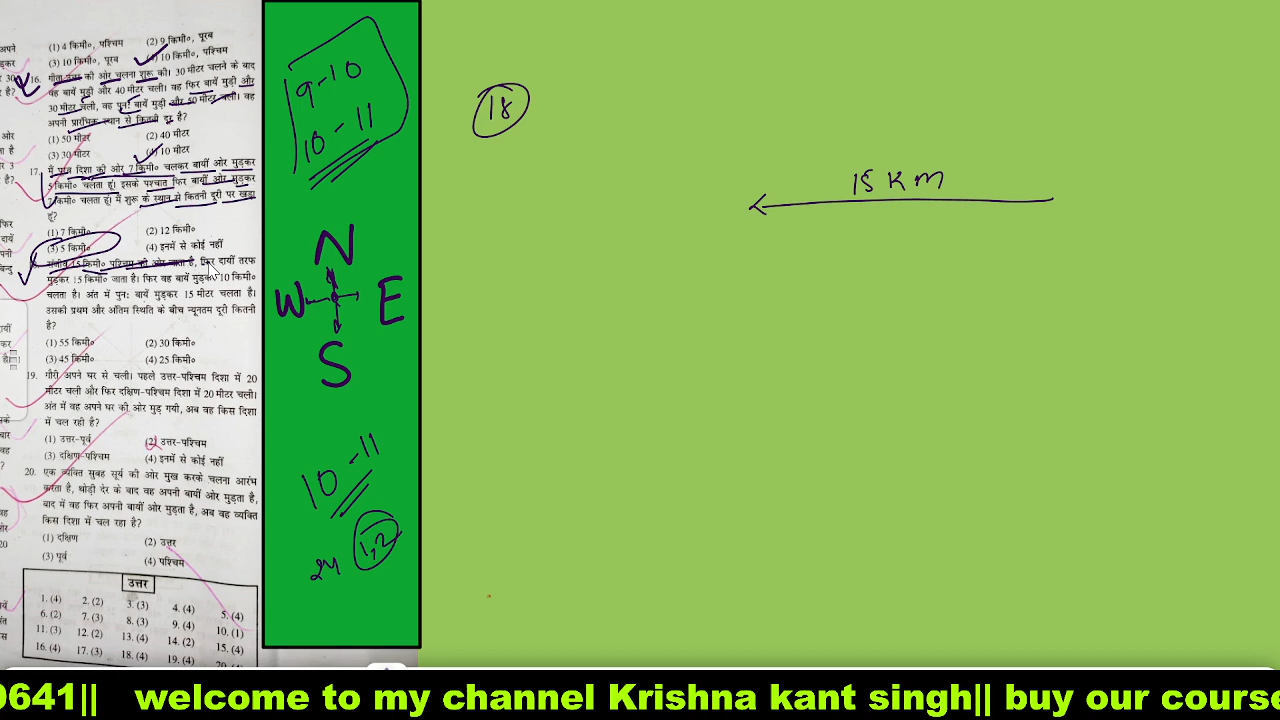 (1) 4 किमी०, पश्चिम (2) 9 किमी०, पूरब
(3) 10 किमी०, पूरब 10 किमी०, पश्चिम
16. की ओर चलना शुरू की। 30 मीटर चलने के बाद
वह बायें मुड़ी और 40 मीटर चली। वह फिर बायें मुड़ी और
30 मीटर चली, वह पुनः बायें मुड़ी और 50 मीटर चली। वह
अपनी प्रारंभिक स्थान से कितनी दूर है?
(1) 50 मीटर (2) 40 मीटर
(3) 30 मीटर (4) 10 मीटर
17. मैं दिशा की ओर 7 किमी० चलकर बायीं ओर मुड़कर
5 किमी० चलता हूं। इसके पश्चात फिर बायीं ओर मुड़कर
किमी० चलता हूं। मैं शुरू के स्थान से कितनी दूरी पर खड़ा
हूं?
(1) 7 किमी० (2) 12 किमी०
(3) 5 किमी० (4) इनमें से कोई नहीं
15 किमी० पश्चिम की ओर जाता है, फिर दायीं तरफ
मुड़कर 15 किमी० जाता है। फिर वह बायें मुड़कर 10 किमी०
चलता है। अंत में पुनः बायें मुड़कर 15 मीटर चलता है।
उसकी प्रथम और अंतिम स्थिति के बीच न्यूनतम दूरी कितनी
है?
(1) 55 किमी० (2) 30 किमी०
(3) 45 किमी० (4) 25 किमी०
19. गौरी अपने घर से चली। पहले उत्तर-पश्चिम दिशा में 20
मीटर चली और फिर दक्षिण-पश्चिम दिशा में 20 मीटर चली।
अंत में वह अपने घर की ओर मुड़ गयी, अब वह किस दिशा
में चल रही है?
(1) उत्तर-पूर्व (2) उत्तर-पश्चिम
(3) दक्षिण-पश्चिम (4) इनमें से कोई नहीं
20. एक व्यक्ति सुबह सूर्य की ओर मुख करके चलना आरंभ
करता है, थोड़ी देर के बाद वह अपनी बायीं ओर मुड़ता है,
बाद में वह फिर अपनी बायीं ओर मुड़ता है, अब वह व्यक्ति
किस दिशा में चल रहा है?
(1) दक्षिण (2) उत्तर
(3) पूर्व (4) पश्चिम
उत्तर
1. (4) 2. (2) 3. (3) 4. (4) 5. (4)
6. (2) 7. (3) 8. (3) 9. (4) 10. (1)
11. (3) 12. (2) 13. (4) 14. (2) 15. (4)
16. (4) 17. (3) 18. (4) 19. (4)
9-10
10-11
N
W E
S
10-11
1,2
18
15 Km
0641|| welcome to my channel Krishna kant singh|| buy our course